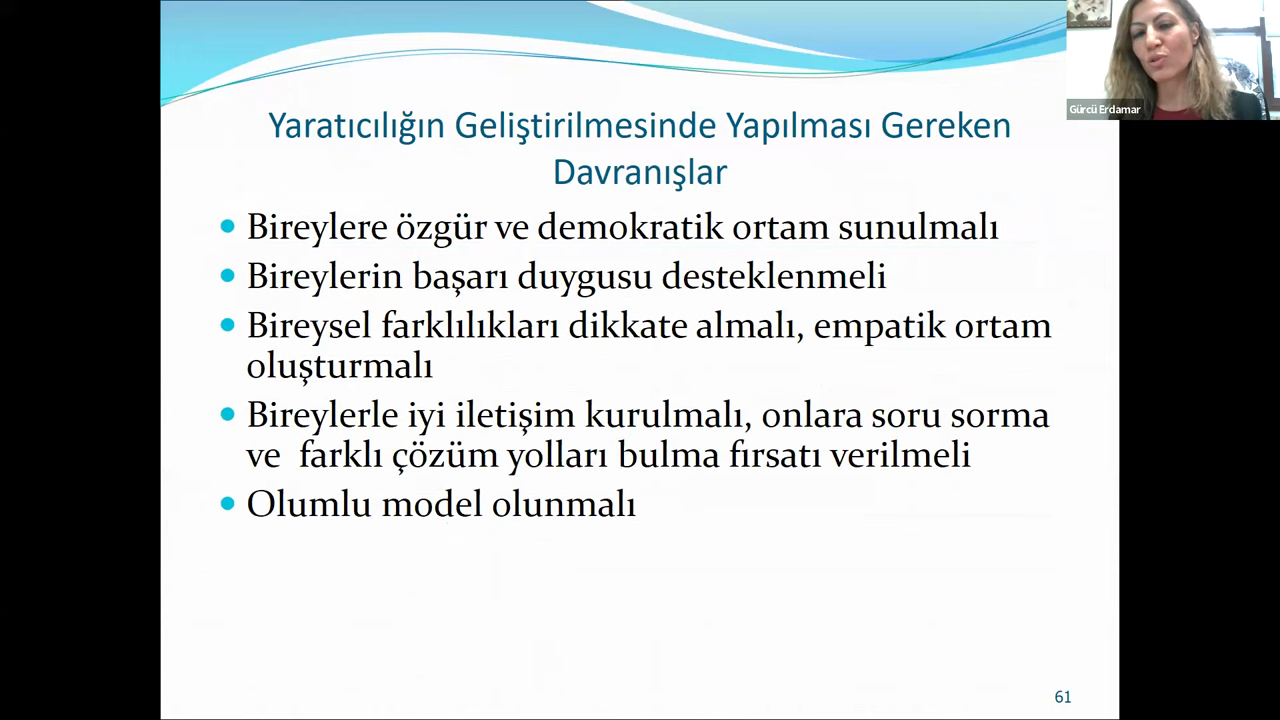 Gürcü Erdamar
Yaratıcılığın Geliştirilmesinde Yapılması Gereken
Davranışlar
• Bireylere özgür ve demokratik ortam sunulmalı
• Bireylerin başarı duygusu desteklenmeli
• Bireysel farklılıkları dikkate almalı, empatik ortam
oluşturmalı
• Bireylerle iyi iletişim kurulmalı, onlara soru sorma
ve  farklı çözüm yolları bulma fırsatı verilmeli
• Olumlu model olunmalı
61